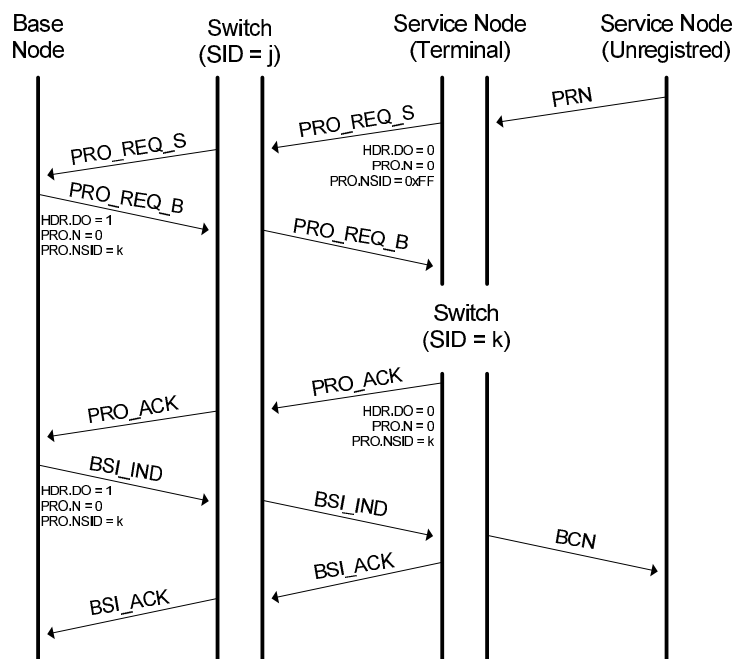 Base
Node
Switch
(SID = j)
Service Node
(Terminal)
Service Node
(Unregistred)
PRN
PRO_REQ_S
PRO_REQ_S
HDR.DO = 0
PRO.N = 0
PRO.NSID = 0xFF
PRO_REQ_B
HDR.DO = 1
PRO.N = 0
PRO.NSID = k
PRO_REQ_B
Switch
(SID = k)
PRO_ACK
PRO_ACK
HDR.DO = 0
PRO.N = 0
PRO.NSID = k
BSI_IND
HDR.DO = 1
PRO.N = 0
PRO.NSID = k
BSI_IND
BCN
BSI_ACK
BSI_ACK